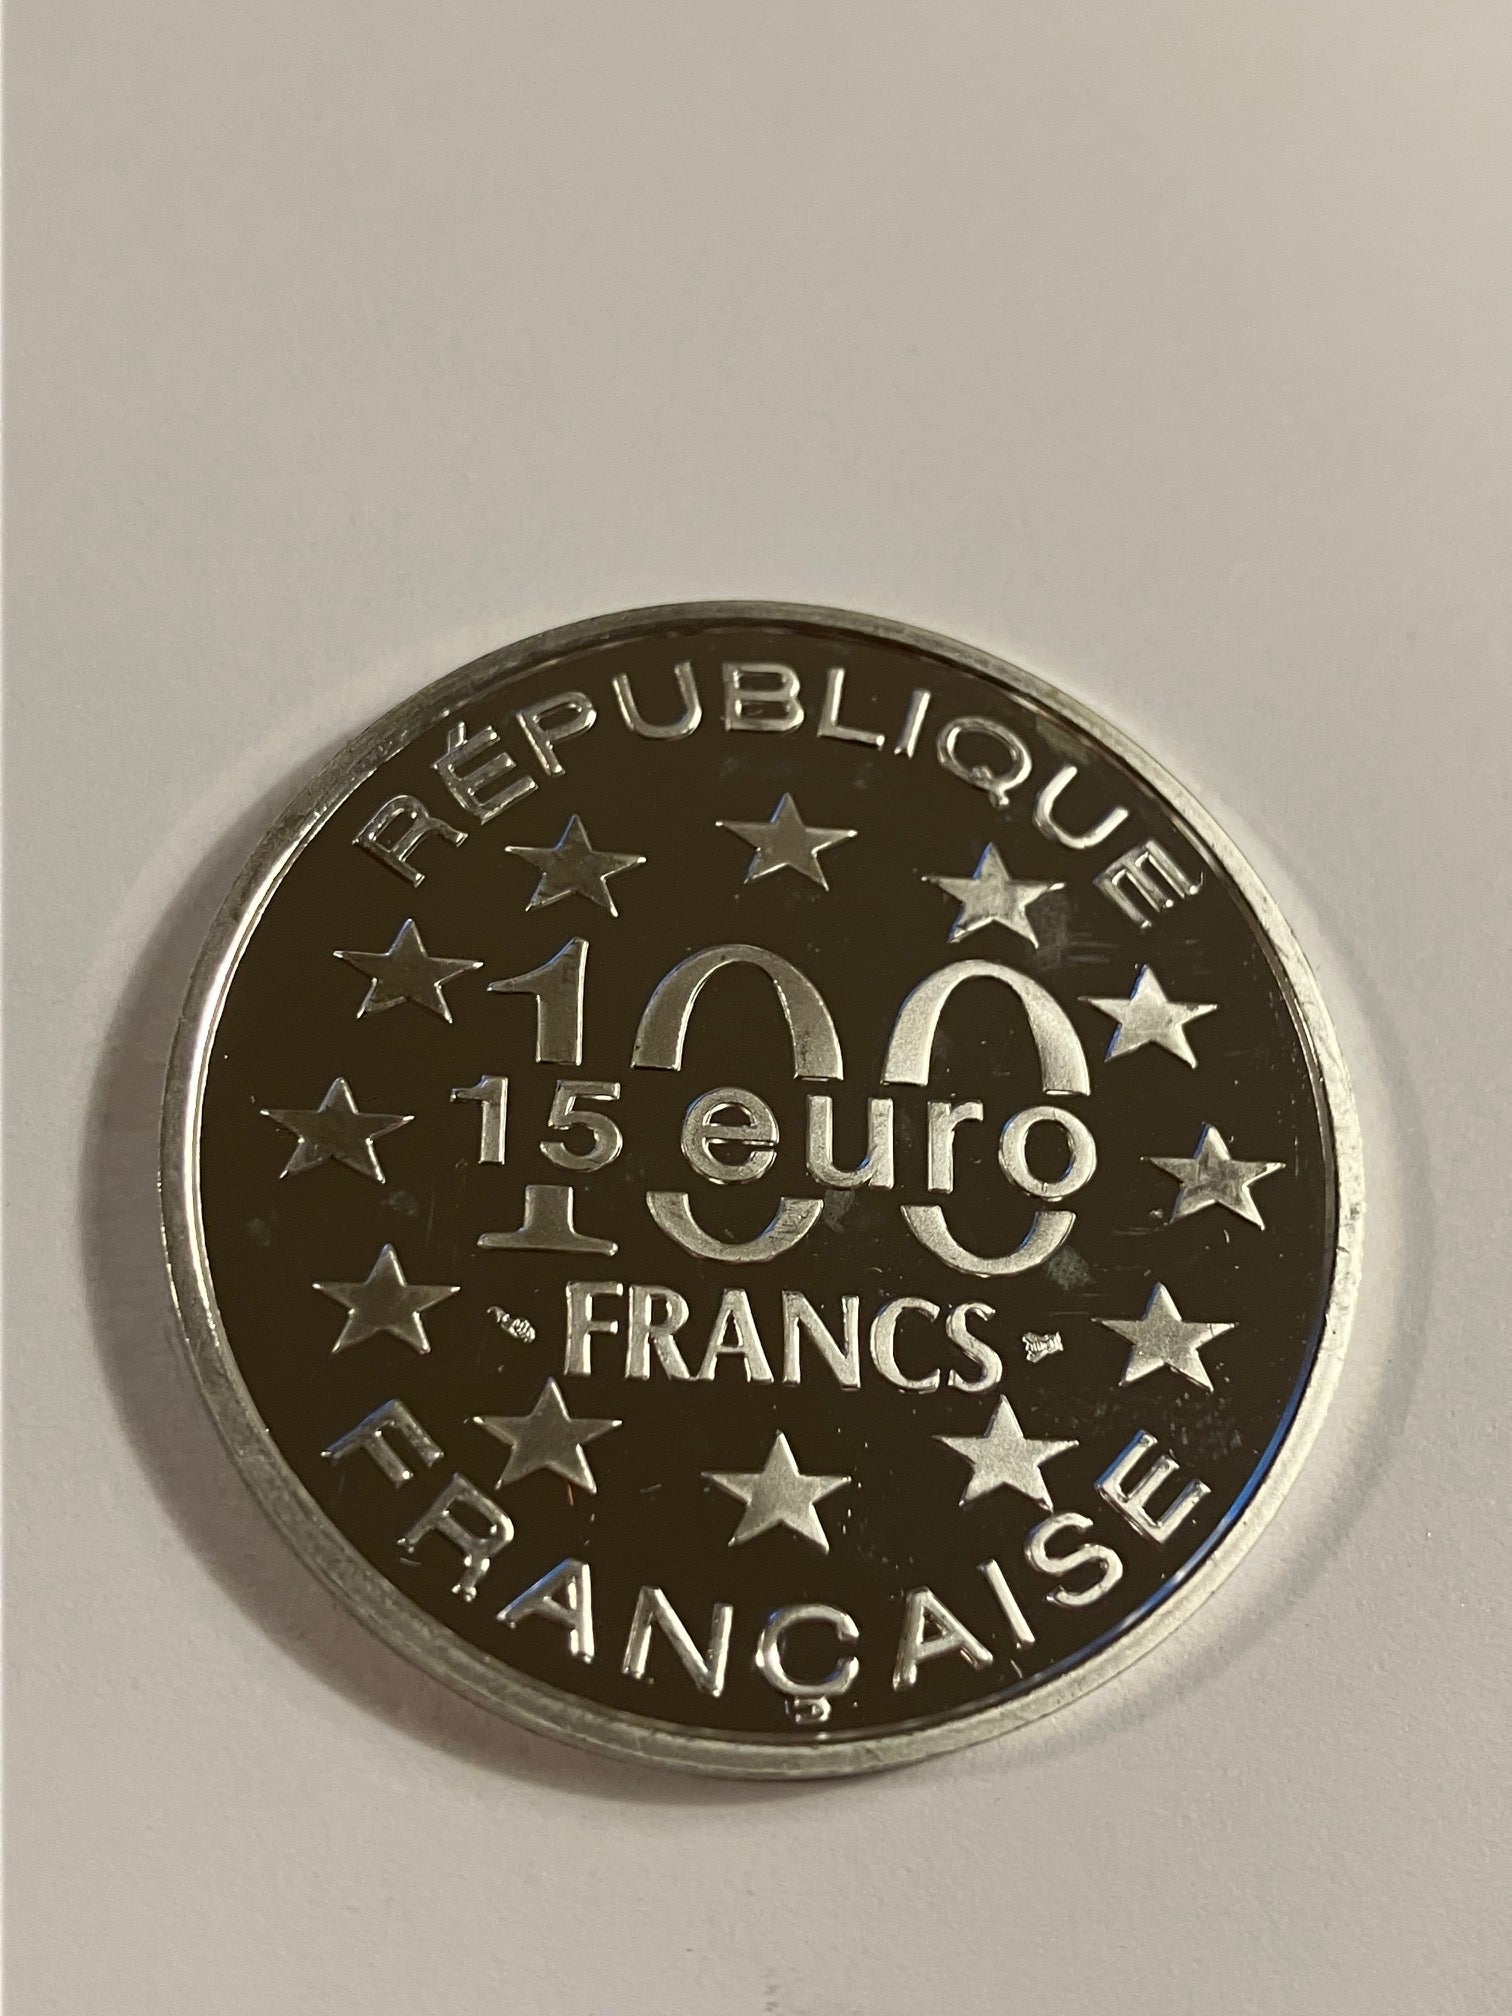 RÉPUBLIQUE
100
15 euro
FRANCS
FRANÇAISE